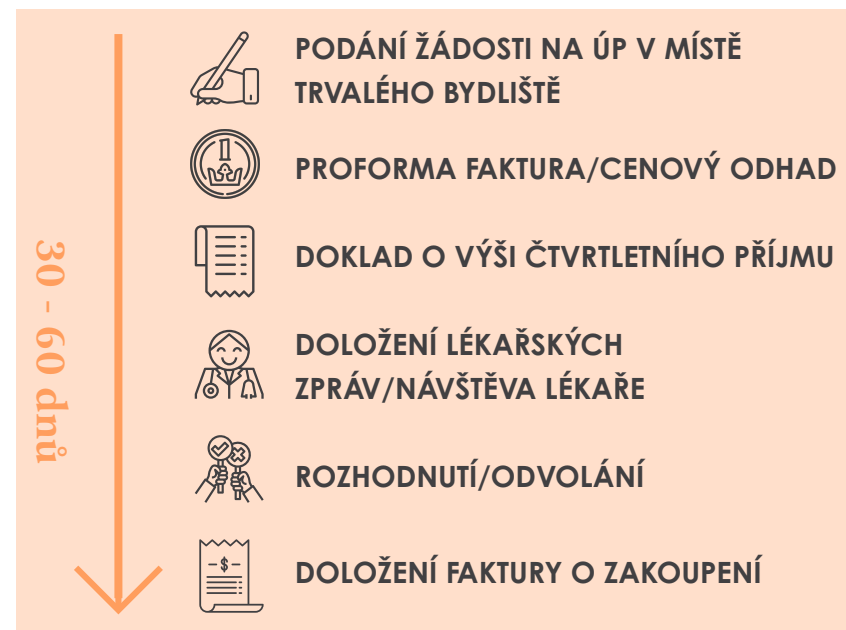 PODÁNÍ ŽÁDOSTI NA ÚP V MÍSTĚ
TRVALÉHO BYDLIŠTĚ
PROFORMA FAKTURA/CENOVÝ ODHAD
DOKLAD O VÝŠI ČTVRTLETNÍHO PŘÍJMU
DOLOŽENÍ LÉKAŘSKÝCH
ZPRÁV/NÁVŠTĚVA LÉKAŘE
ROZHODNUTÍ/ODVOLÁNÍ
-$-
DOLOŽENÍ FAKTURY O ZAKOUPENÍ
30 - 60 dnů